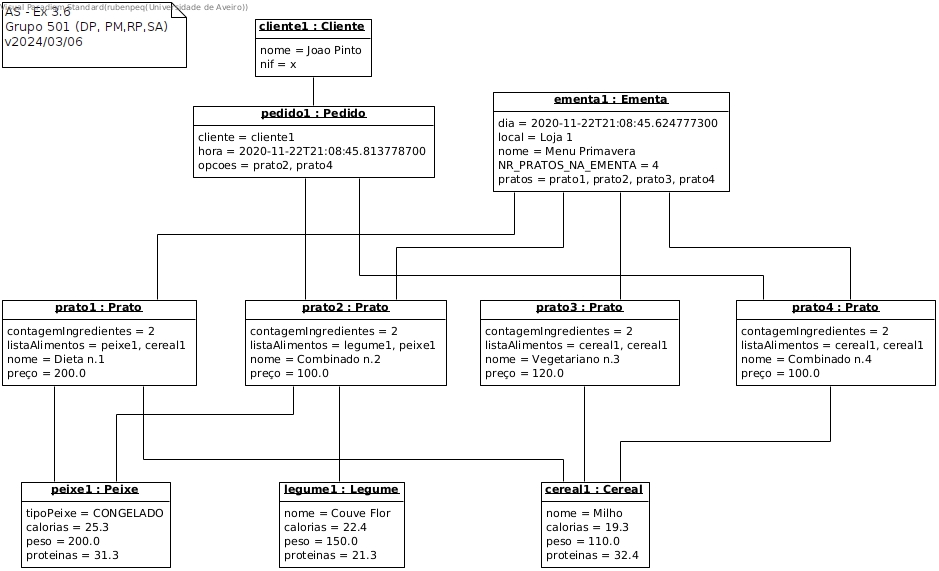 Visual Paradigm Standard(rubenpeq(Universidade de Aveiro))
AS - Ex 3.6
Grupo 501 (DP, PM,RP,SA)
v2024/03/06
cliente1 : Cliente
nome = Joao Pinto
nif = x
pedido1 : Pedido
cliente = cliente1
hora = 2020-11-22T21:08:45.813778700
opcoes = prato2, prato4
ementa1 : Ementa
dia = 2020-11-22T21:08:45.624777300
local = Loja 1
nome = Menu Primavera
NR_PRATOS_NA_EMENTA = 4
pratos = prato1, prato2, prato3, prato4
prato1 : Prato
contagemIngredientes = 2
listaAlimentos = peixe1, cereal1
nome = Dieta n.1
preço = 200.0
prato2 : Prato
contagemIngredientes = 2
listaAlimentos = legume1, peixe1
nome = Combinado n.2
preço = 100.0
prato3 : Prato
contagemIngredientes = 2
listaAlimentos = cereal1, cereal1
nome = Vegetariano n.3
preço = 120.0
prato4 : Prato
contagemIngredientes = 2
listaAlimentos = cereal1, cereal1
nome = Combinado n.4
preço = 100.0
peixe1 : Peixe
tipoPeixe = CONGELADO
calorias = 25.3
peso = 200.0
proteinas = 31.3
legume1 : Legume
nome = Couve Flor
calorias = 22.4
peso = 150.0
proteinas = 21.3
cereal1 : Cereal
nome = Milho
calorias = 19.3
peso = 110.0
proteinas = 32.4